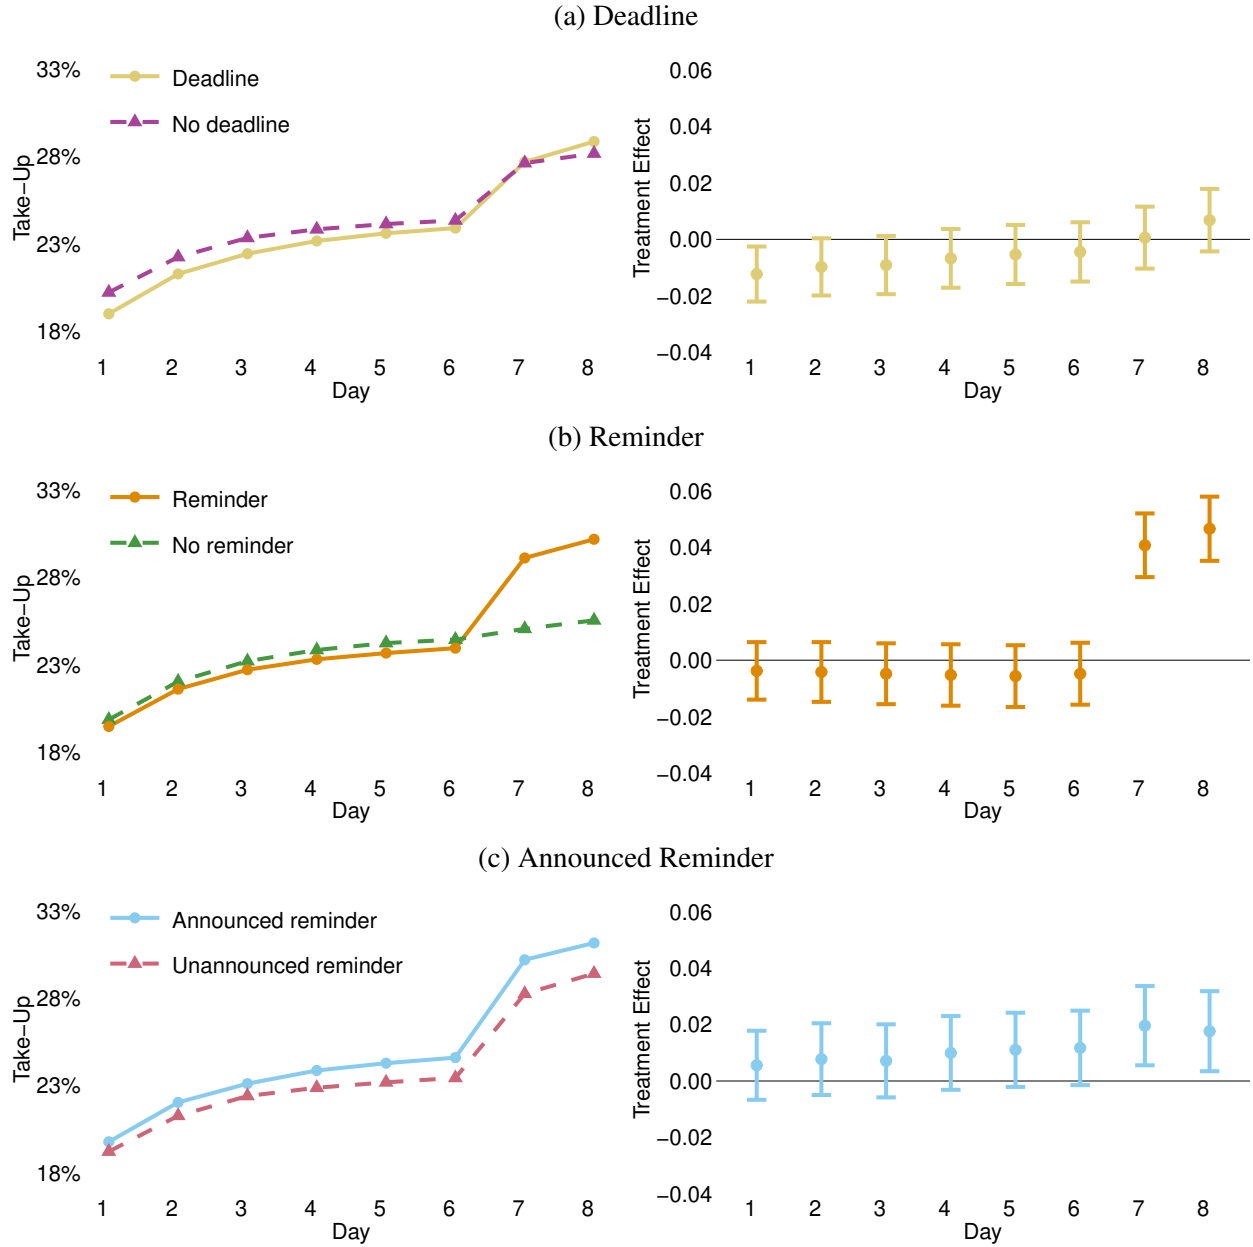 (a) Deadline
33%
28%
23%
18%
Take−Up
Deadline
No deadline
1 2 3 4 5 6 7 8
Day
0.06
0.04
0.02
0.00
−0.02
−0.04
Treatment Effect
1 2 3 4 5 6 7 8
Day
(b) Reminder
33%
28%
23%
18%
Take−Up
Reminder
No reminder
1 2 3 4 5 6 7 8
Day
0.06
0.04
0.02
0.00
−0.02
−0.04
Treatment Effect
1 2 3 4 5 6 7 8
Day
(c) Announced Reminder
33%
28%
23%
18%
Take−Up
Announced reminder
Unannounced reminder
1 2 3 4 5 6 7 8
Day
0.06
0.04
0.02
0.00
−0.02
−0.04
Treatment Effect
1 2 3 4 5 6 7 8
Day